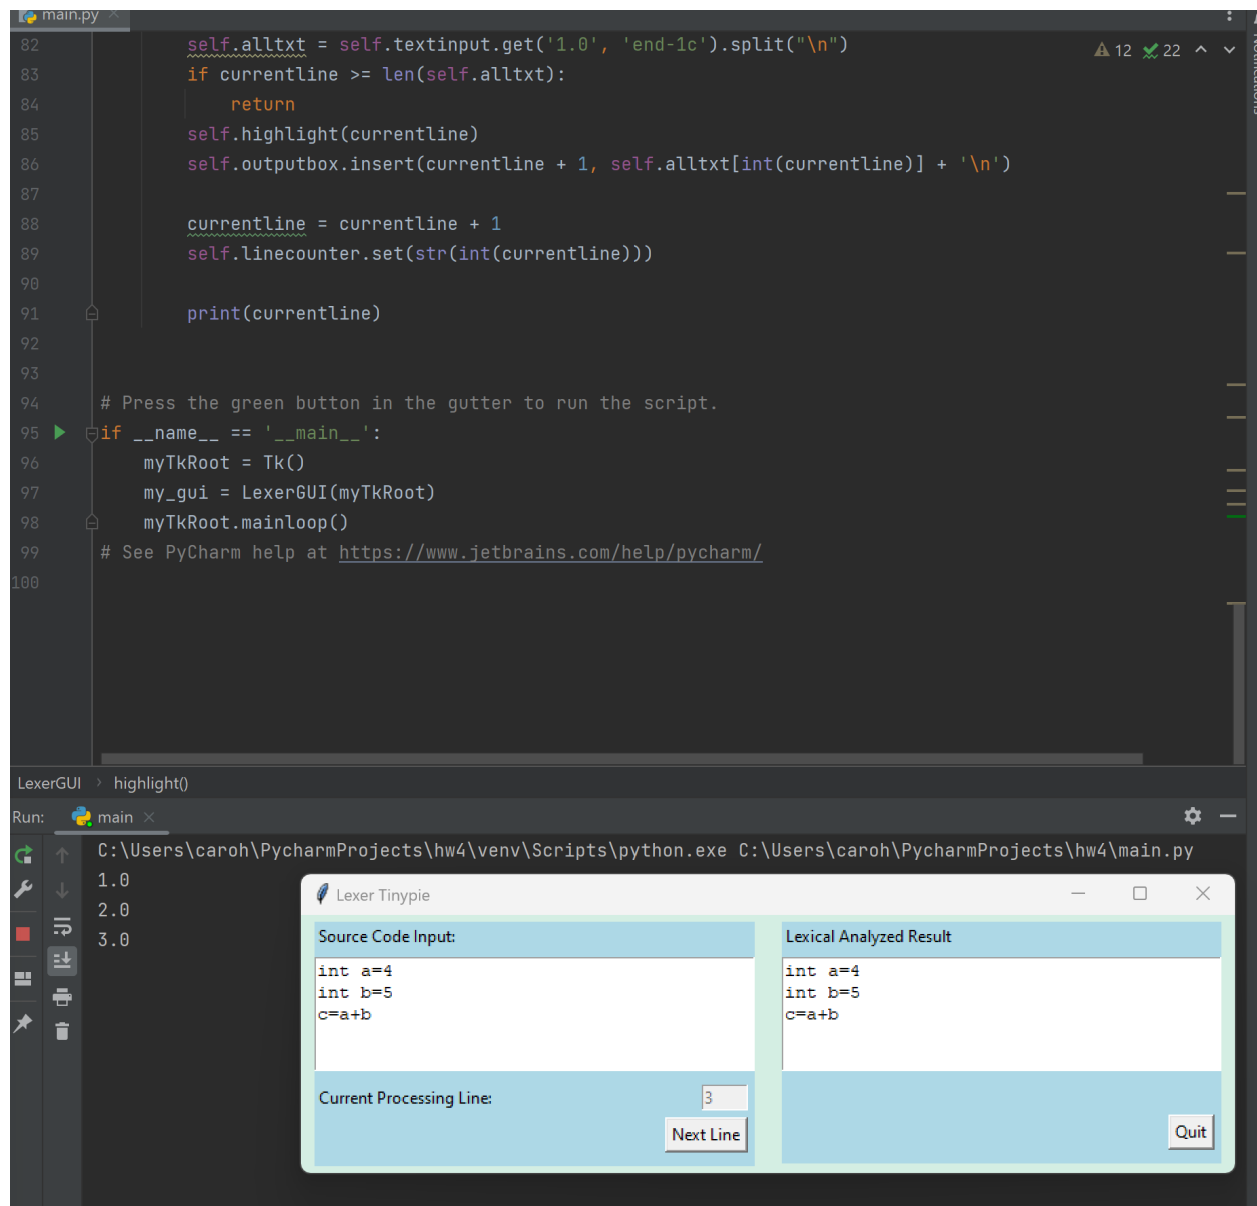 main.py
82 self.alltxt = self.textinput.get('1.0', 'end-1c').split("\n")
12 22
83 if currentline >= len(self.alltxt):
84 return
85 self.highlight(currentline)
86 self.outputbox.insert(currentline + 1, self.alltxt[int(currentline)] + '\n')
87
88 currentline = currentline + 1
89 self.linecounter.set(str(int(currentline)))
90
91 print(currentline)
92
93
94 # Press the green button in the gutter to run the script.
95 if __name__ == '__main__':
96 myTkRoot = Tk()
97 my_gui = LexerGUI(myTkRoot)
98 myTkRoot.mainloop()
99 # See PyCharm help at https://www.jetbrains.com/help/pycharm/
100
LexerGUI > highlight()
Run: main
C:\Users\caroh\PycharmProjects\hw4\venv\Scripts\python.exe C:\Users\caroh\PycharmProjects\hw4\main.py
1.0
2.0
3.0
Lexer Tinypie
Source Code Input:
int a=4
int b=5
c=a+b
Current Processing Line: 3
Next Line
Lexical Analyzed Result
int a=4
int b=5
c=a+b
Quit